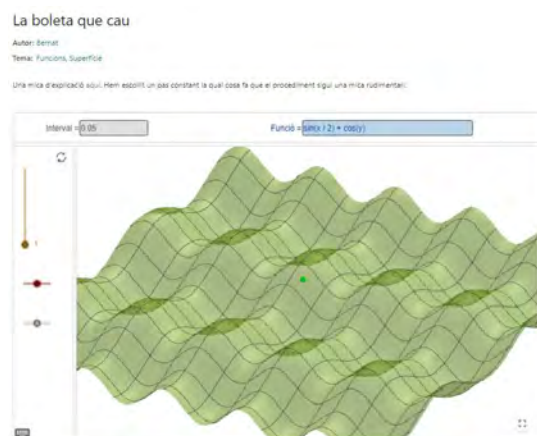 La boleta que cau
Autor: Bernat
Tema: Funcions, Superfície
Una mica d'explicació aquí. Hem escollit un pas constant la qual cosa fa que el procediment sigui una mica rudimentari.
Interval = 0.05 Funció = sin(x / 2) + cos(y)